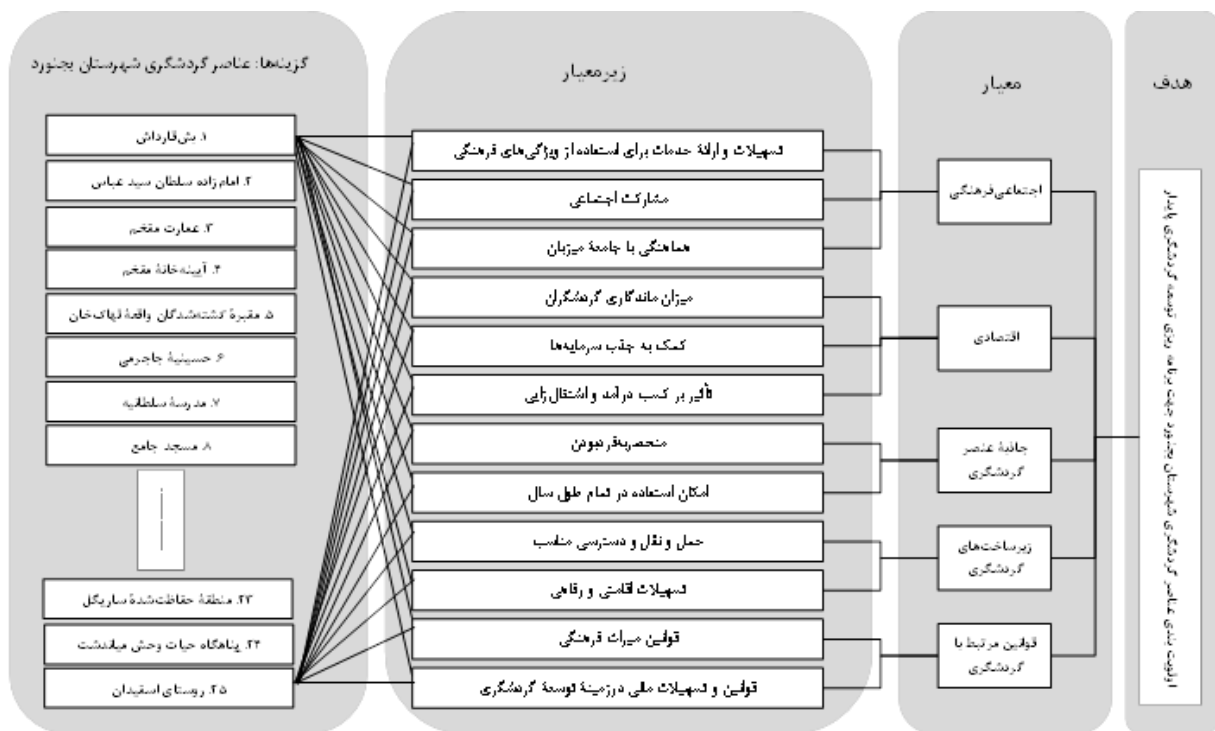 هدف
اولویت بندی عناصر گردشگری شهرستان بجنورد جهت برنامه ریزی توسعه گردشگری پایدار
معیار
اجتماعی‌فرهنگی
اقتصادی
جاذبهٔ عنصر
گردشگری
زیرساخت‌های
گردشگری
قوانین مرتبط با
گردشگری
زیرمعیار
تسهیلات و ارائهٔ خدمات برای استفاده از ویژگی‌های فرهنگی
مشارکت اجتماعی
هماهنگی با جامعهٔ میزبان
میزان ماندگاری گردشگران
کمک به جذب سرمایه‌ها
تأثیر بر کسب درآمد و اشتغال‌زایی
منحصربه‌فردبودن
امکان استفاده در تمام طول سال
حمل و نقل و دسترسی مناسب
تسهیلات اقامتی و رفاهی
قوانین میراث فرهنگی
قوانین و تسهیلات مالی درزمینهٔ توسعهٔ گردشگری
گزینه‌ها: عناصر گردشگری شهرستان بجنورد
۱. بش‌قارداش
۲. امام‌زاده سلطان سید عباس
۳. عمارت مفخم
۴. آیینه‌خانهٔ مفخم
۵. مقبرهٔ کشته‌شدگان واقعهٔ لهاک‌خان
۶. حسینیهٔ جاجرمی
۷. مدرسهٔ سلطانیه
۸. مسجد جامع
۲۳. منطقهٔ حفاظت‌شدهٔ ساریگل
۲۴. پناهگاه حیات وحش میاندشت
۲۵. روستای اسفیدان